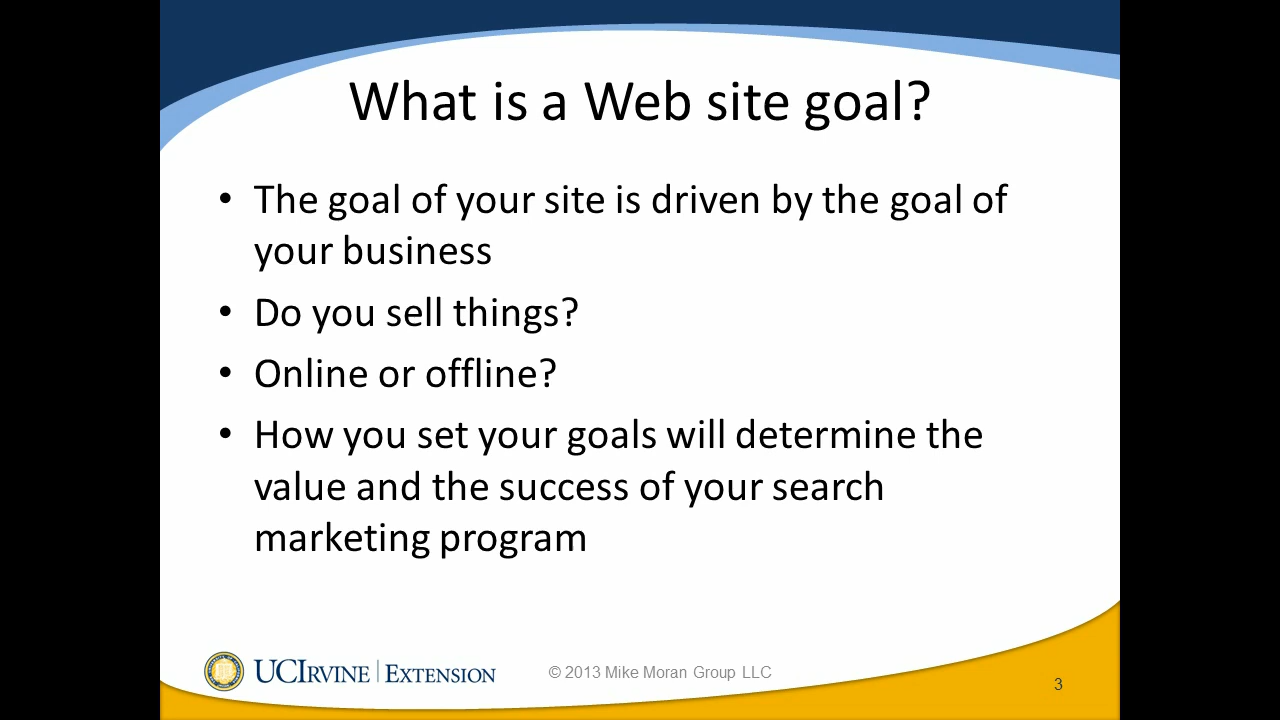 What is a Web site goal?
• The goal of your site is driven by the goal of
your business
• Do you sell things?
• Online or offline?
• How you set your goals will determine the
value and the success of your search
marketing program
UCIRVINE | EXTENSION
© 2013 Mike Moran Group LLC
3